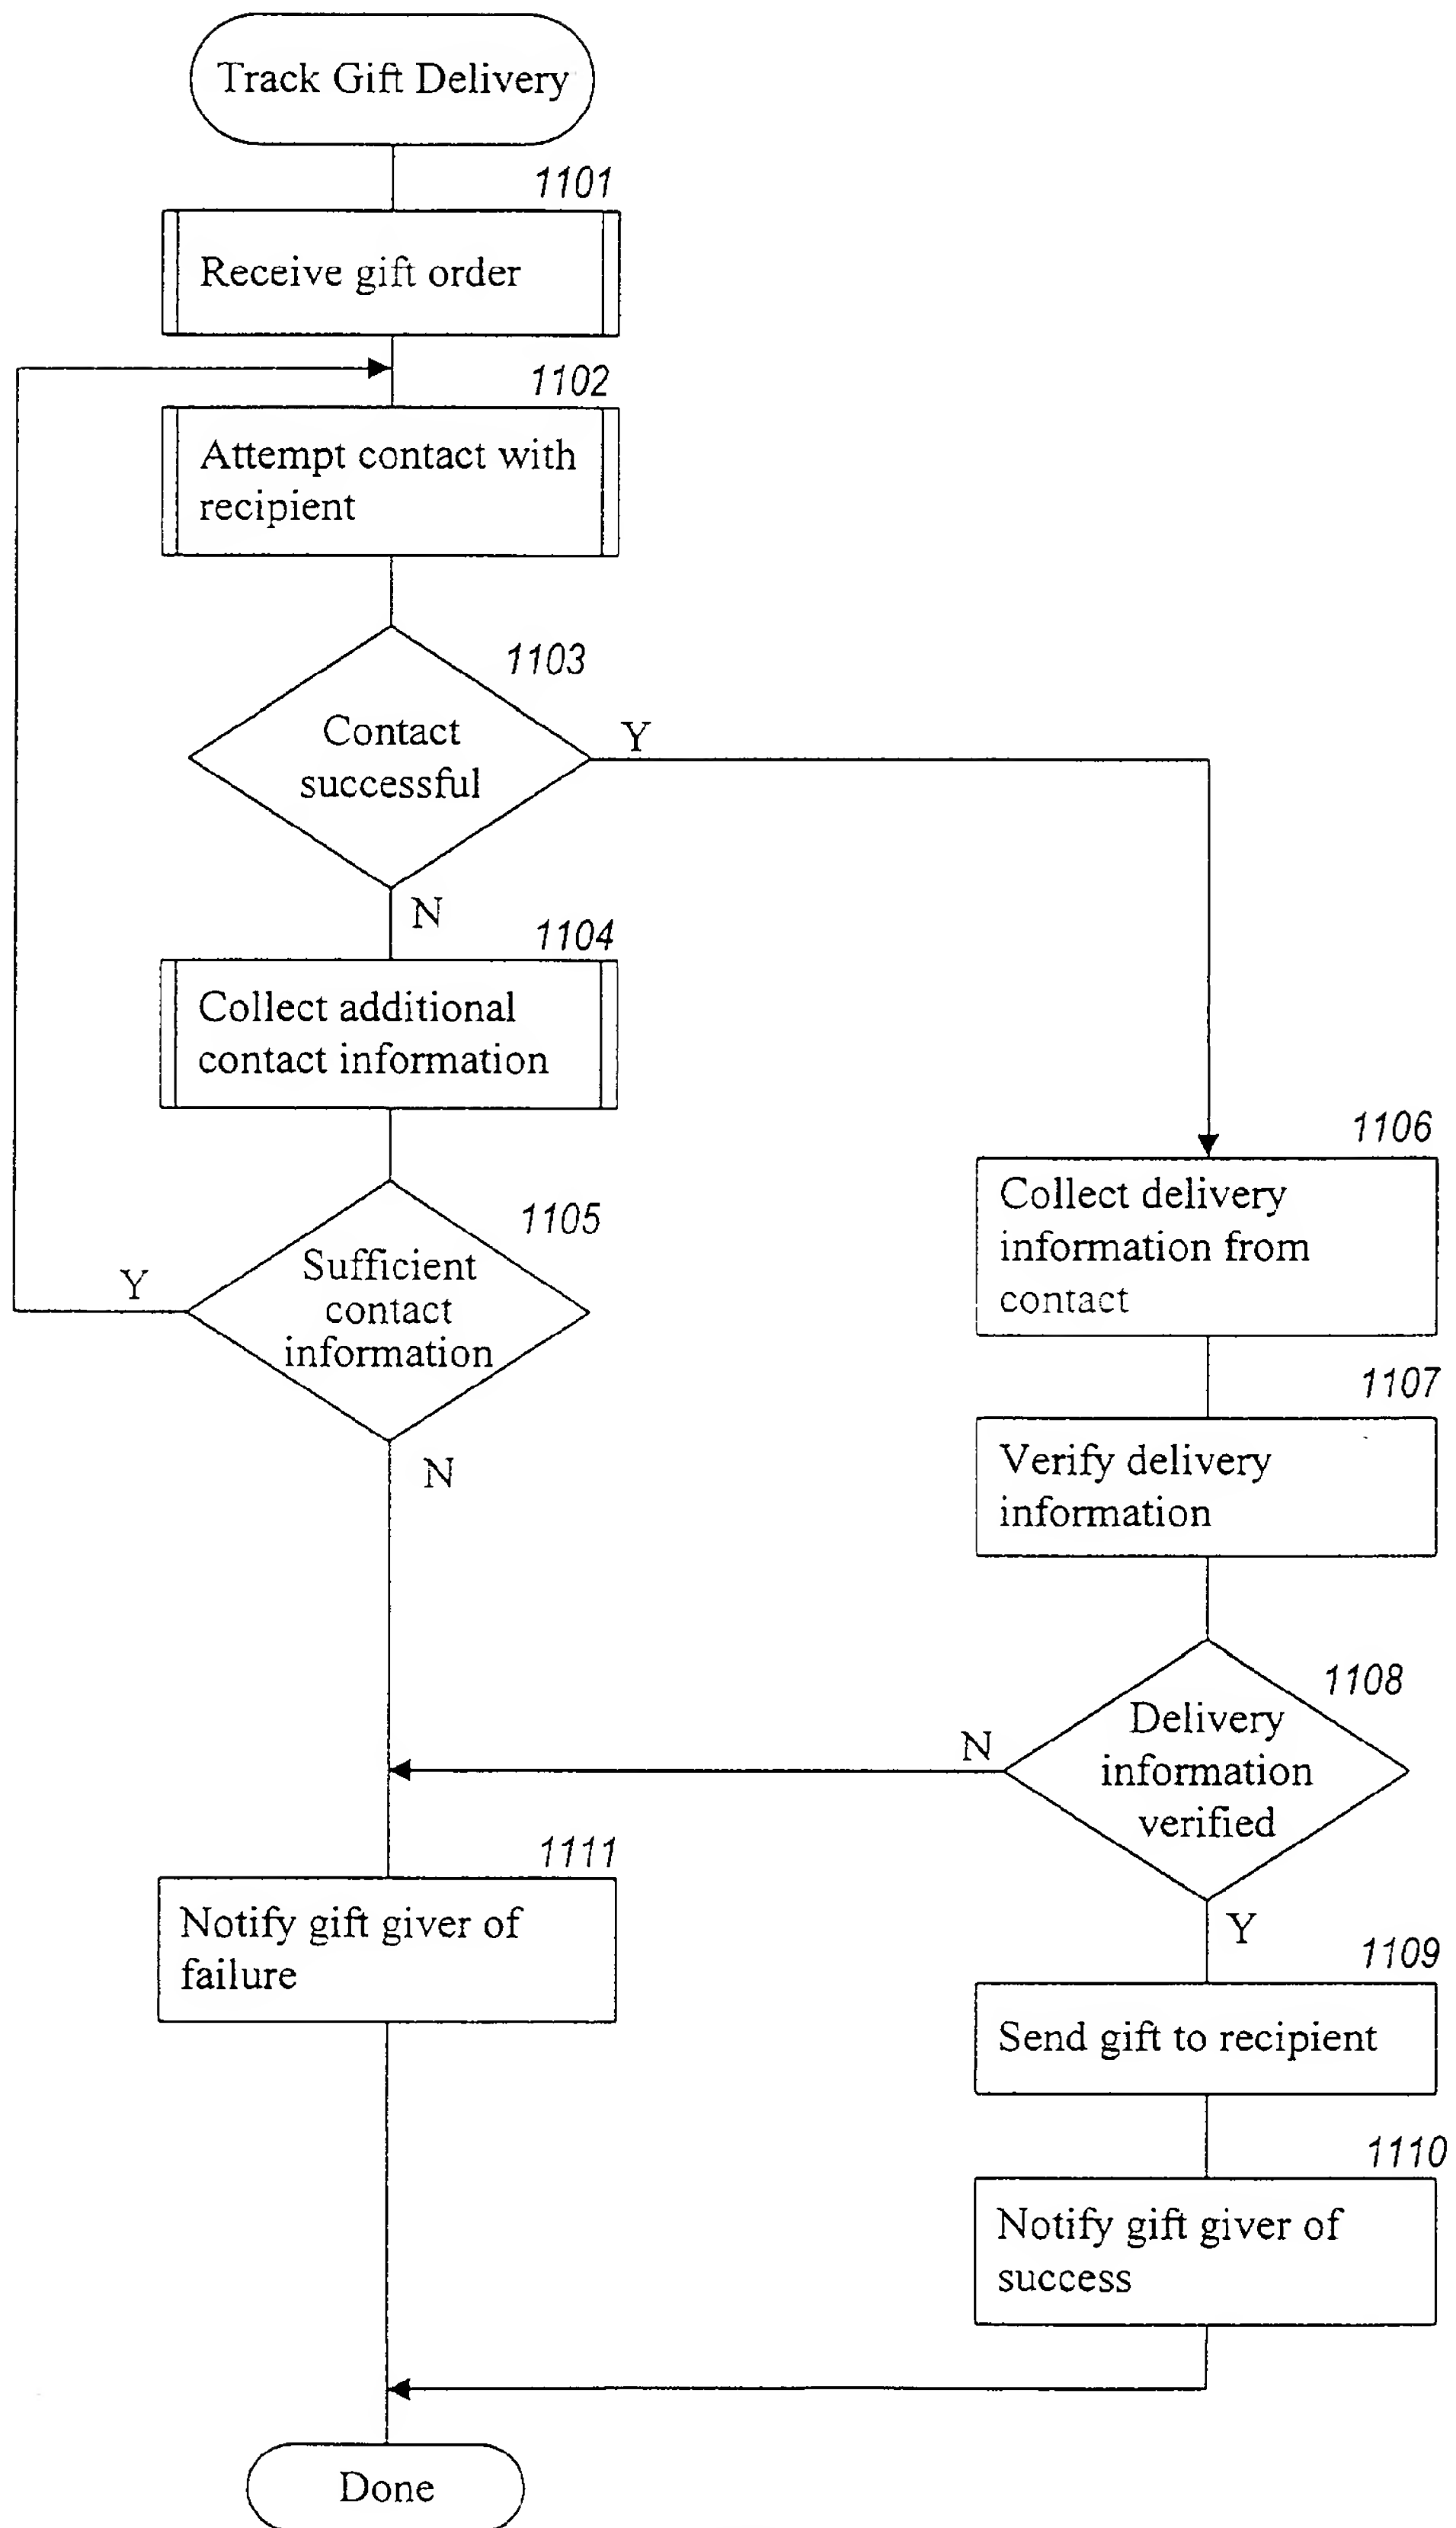 Track Gift Delivery
1101
Receive gift order
1102
Attempt contact with
recipient
1103
Contact
successful
Y
N
1104
Collect additional
contact information
1105
Sufficient
contact
information
Y
N
1106
Collect delivery
information from
contact
1107
Verify delivery
information
1108
Delivery
information
verified
N
Y
1109
Send gift to recipient
1110
Notify gift giver of
success
1111
Notify gift giver of
failure
Done